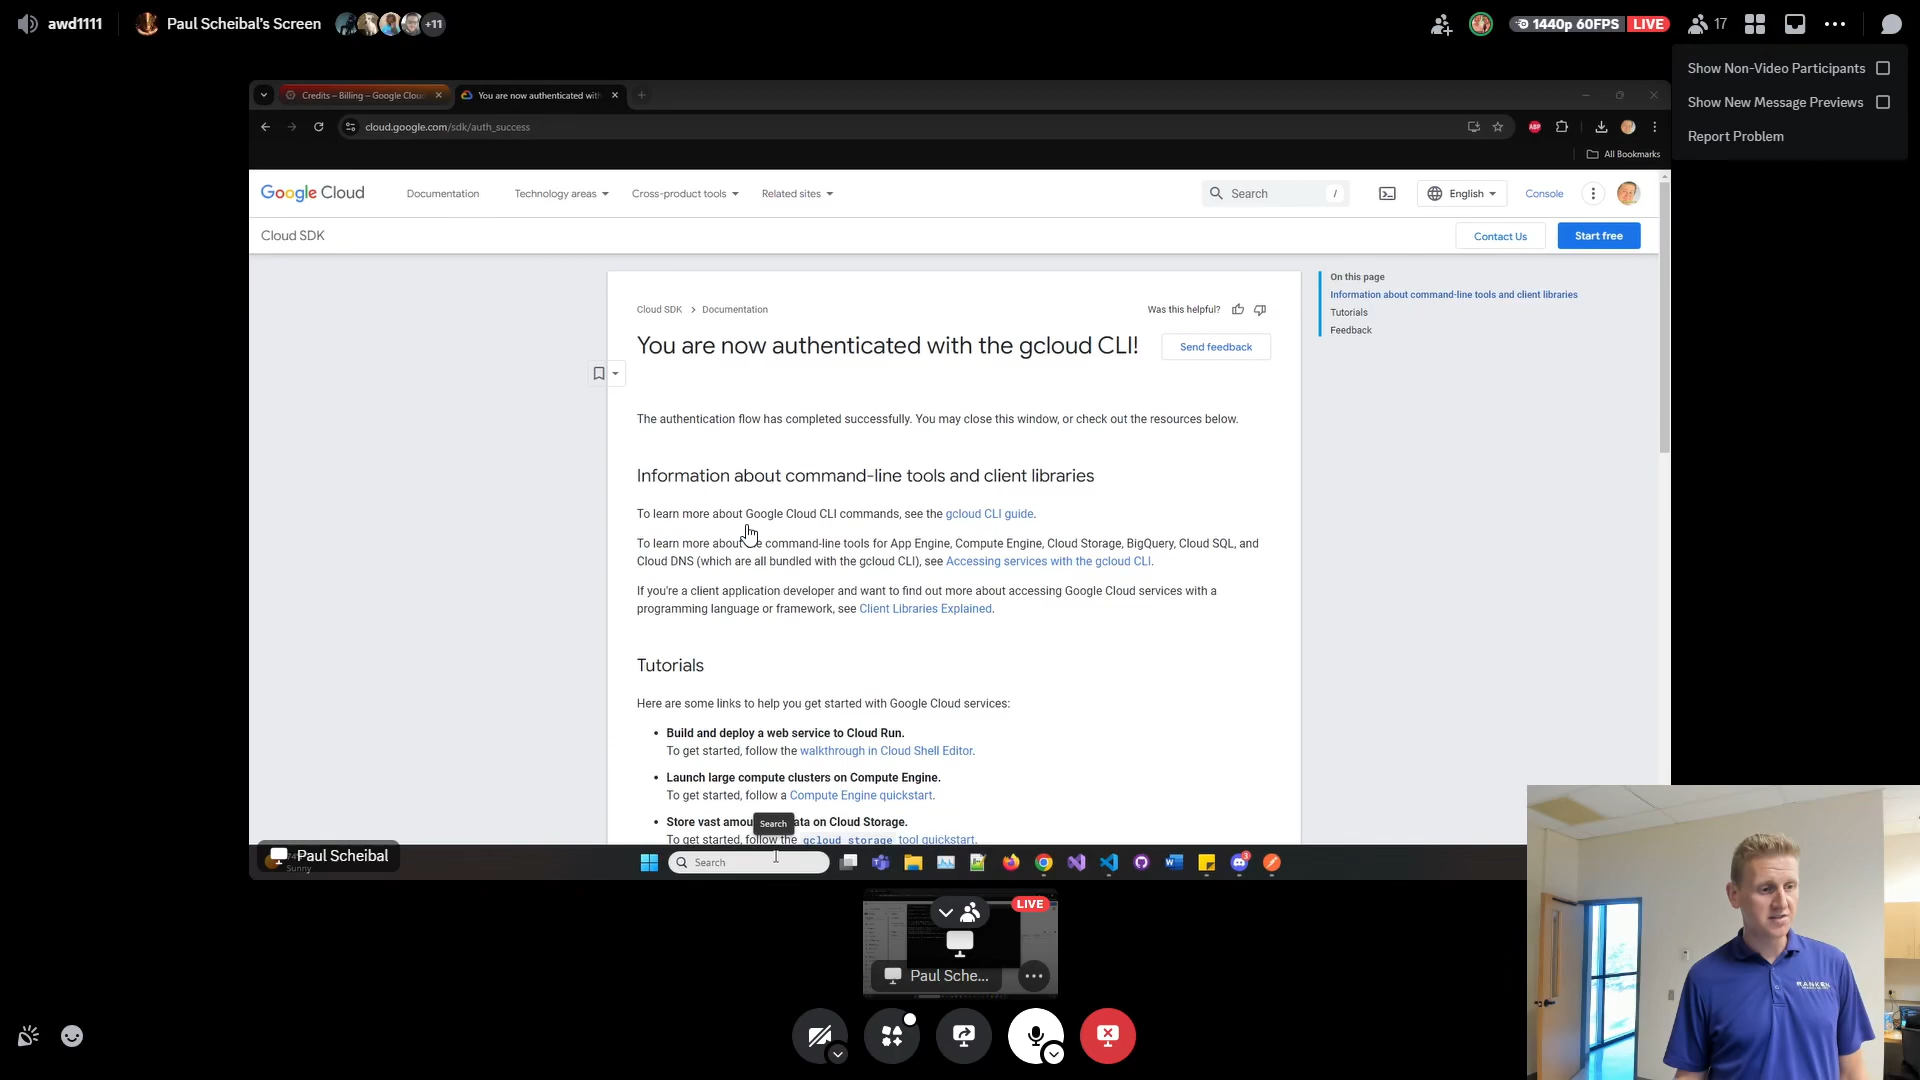 awd1111
Paul Scheibal's Screen
+11
1440p 60FPS
LIVE
17
Show Non-Video Participants
Show New Message Previews
Report Problem
Credits – Billing – Google Cloud
You are now authenticated with
cloud.google.com/sdk/auth_success
ABP
All Bookmarks
Google Cloud
Documentation
Technology areas
Cross-product tools
Related sites
Search
/
English
Console
Cloud SDK
Contact Us
Start free
Cloud SDK > Documentation
Was this helpful?
You are now authenticated with the gcloud CLI!
Send feedback
On this page
Information about command-line tools and client libraries
Tutorials
Feedback
The authentication flow has completed successfully. You may close this window, or check out the resources below.
Information about command-line tools and client libraries
To learn more about Google Cloud CLI commands, see the gcloud CLI guide.
To learn more about command-line tools for App Engine, Compute Engine, Cloud Storage, BigQuery, Cloud SQL, and
Cloud DNS (which are all bundled with the gcloud CLI), see Accessing services with the gcloud CLI.
If you're a client application developer and want to find out more about accessing Google Cloud services with a
programming language or framework, see Client Libraries Explained.
Tutorials
Here are some links to help you get started with Google Cloud services:
• Build and deploy a web service to Cloud Run.
To get started, follow the walkthrough in Cloud Shell Editor.
• Launch large compute clusters on Compute Engine.
To get started, follow a Compute Engine quickstart.
• Store vast on Cloud Storage.
Search
To get started, follow the gcloud storage tool quickstart.
Paul Scheibal
Sunny
Search
LIVE
Paul Sche...
RANKEN